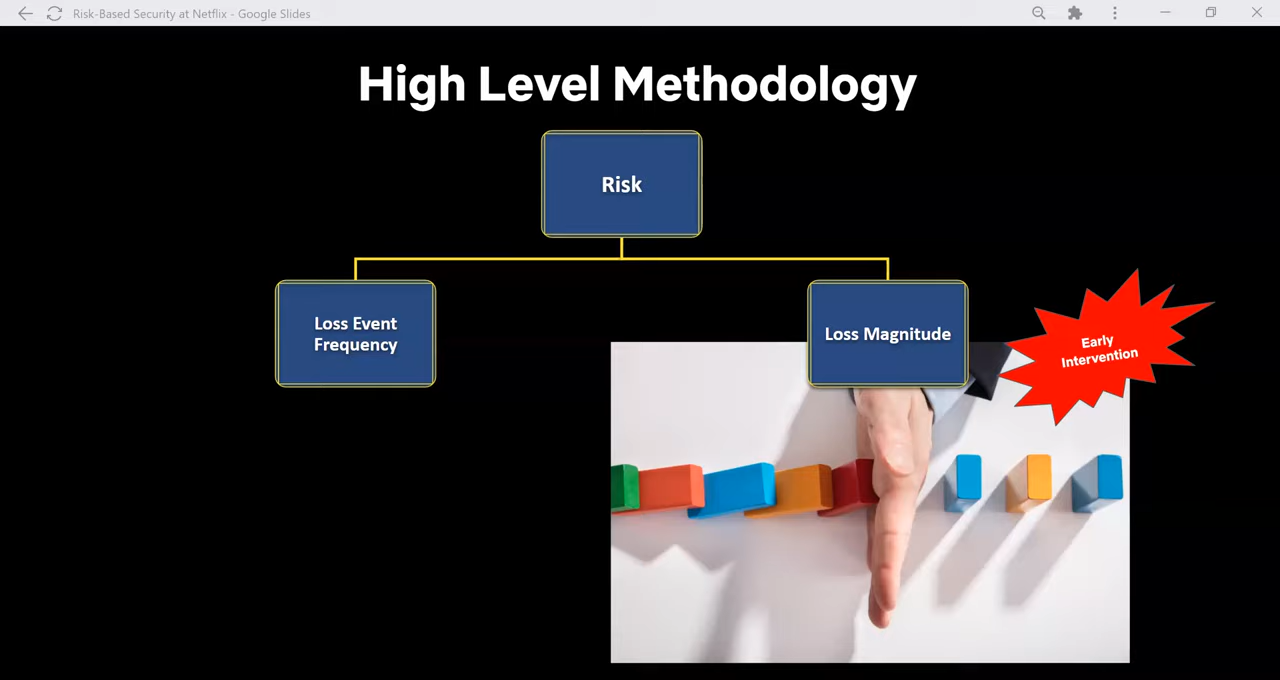 Risk-Based Security at Netflix - Google Slides
High Level Methodology
Risk
Loss Event
Frequency
Loss Magnitude
Early
Intervention